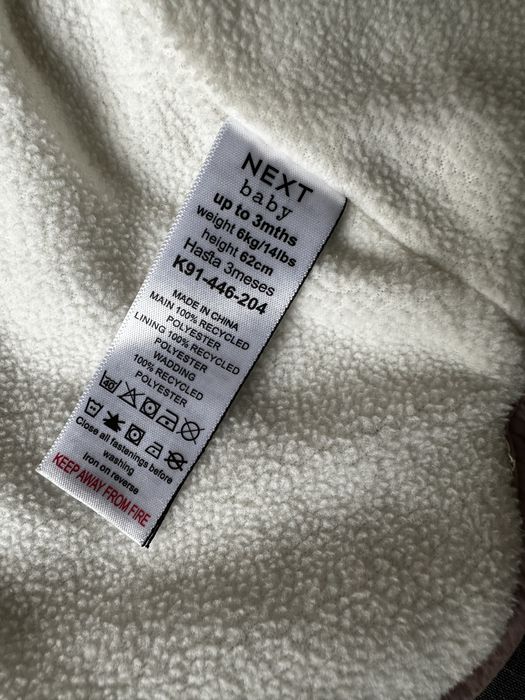 NEXT
baby
up to 3mths
weight 6kg/14lbs
height 62cm
Hasta 3meses
K91-446-204
MADE IN CHINA
MAIN 100% RECYCLED
POLYESTER
LINING 100% RECYCLED
POLYESTER
WADDING
100% RECYCLED
POLYESTER
40
Close all fastenings before
washing
Iron on reverse
KEEP AWAY FROM FIRE